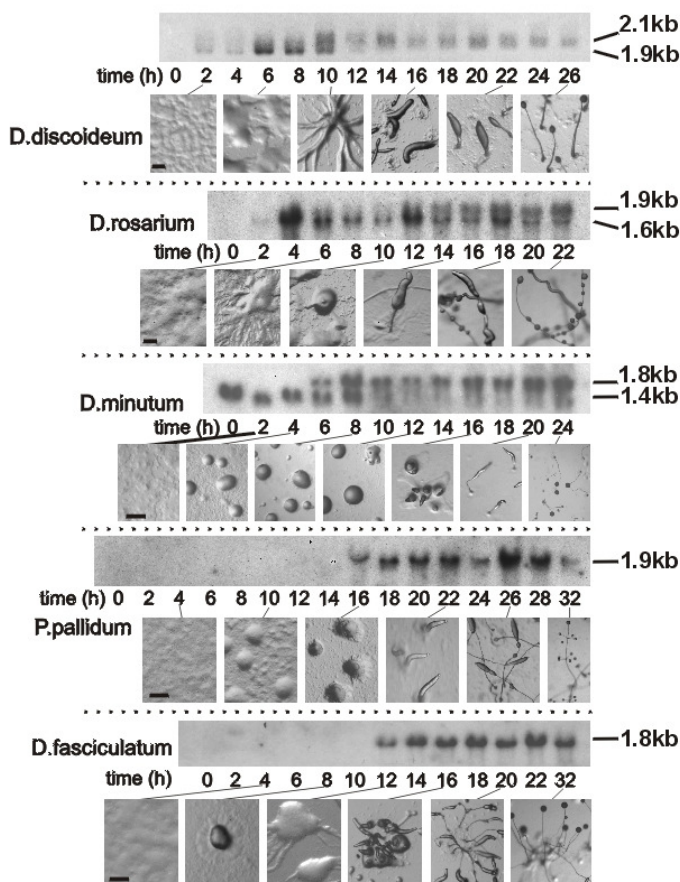 2.1kb
1.9kb
time (h) 0 2 4 6 8 10 12 14 16 18 20 22 24 26
D.discoideum
1.9kb
D.rosarium
1.6kb
time (h) 0 2 4 6 8 10 12 14 16 18 20 22
1.8kb
D.minutum
1.4kb
time (h) 0 2 4 6 8 10 12 14 16 18 20 24
1.9kb
time (h) 0 2 4 6 8 10 12 14 16 18 20 22 24 26 28 32
P.pallidum
1.8kb
D.fasciculatum
time (h) 0 2 4 6 8 10 12 14 16 18 20 22 32